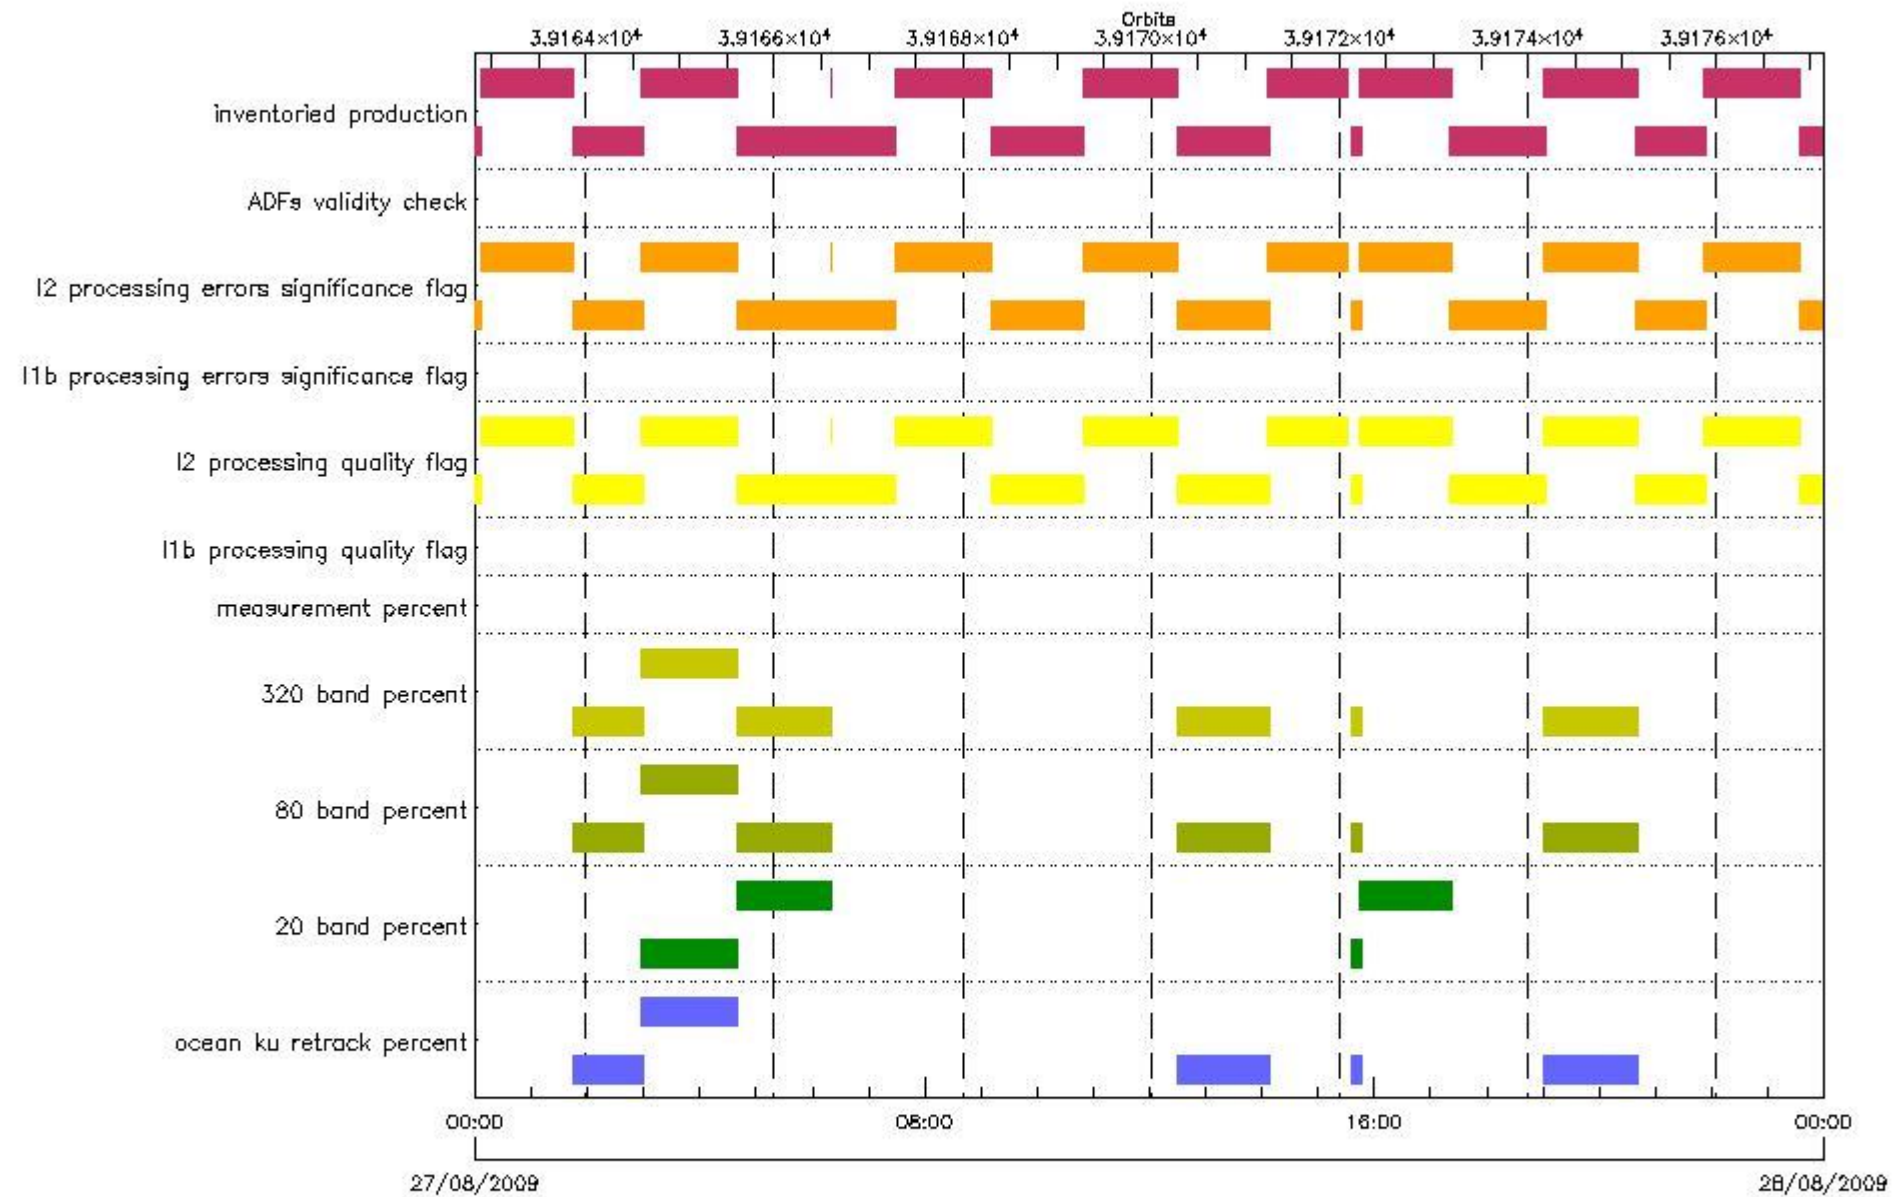 Orbits
3.9164×10⁴ 3.9166×10⁴ 3.9168×10⁴ 3.9170×10⁴ 3.9172×10⁴ 3.9174×10⁴ 3.9176×10⁴
inventoried production
ADFs validity check
l2 processing errors significance flag
l1b processing errors significance flag
l2 processing quality flag
l1b processing quality flag
measurement percent
320 band percent
80 band percent
20 band percent
ocean ku retrack percent
00:00 08:00 16:00 00:00
27/08/2009 28/08/2009